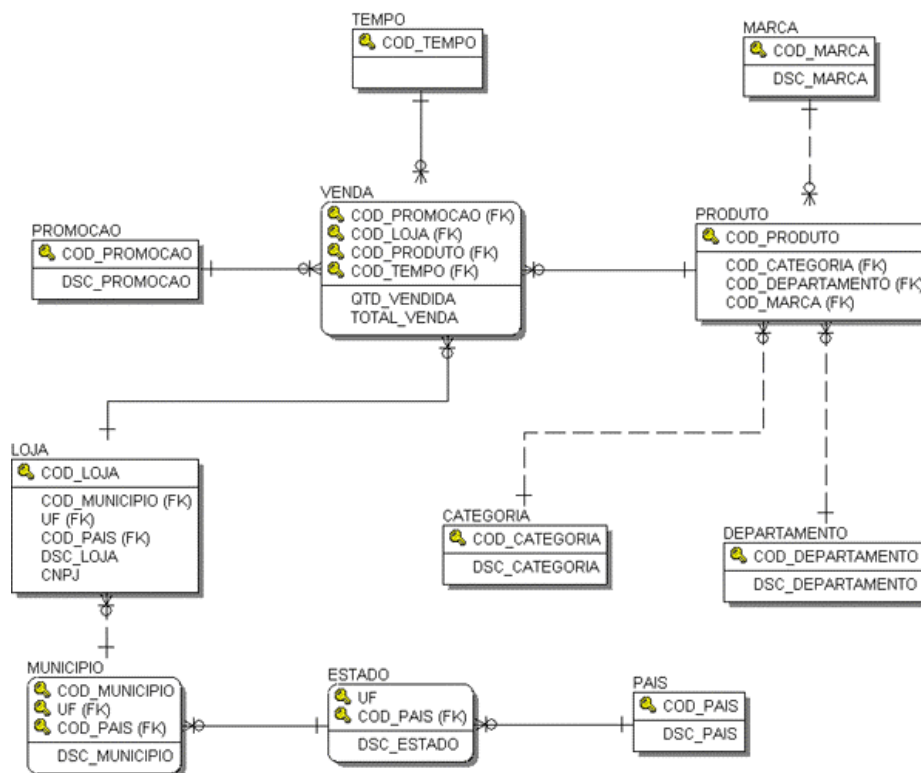 TEMPO
COD_TEMPO
MARCA
COD_MARCA
DSC_MARCA
VENDA
COD_PROMOCAO (FK)
COD_LOJA (FK)
COD_PRODUTO (FK)
COD_TEMPO (FK)
QTD_VENDIDA
TOTAL_VENDA
PROMOCAO
COD_PROMOCAO
DSC_PROMOCAO
PRODUTO
COD_PRODUTO
COD_CATEGORIA (FK)
COD_DEPARTAMENTO (FK)
COD_MARCA (FK)
LOJA
COD_LOJA
COD_MUNICIPIO (FK)
UF (FK)
COD_PAIS (FK)
DSC_LOJA
CNPJ
CATEGORIA
COD_CATEGORIA
DSC_CATEGORIA
DEPARTAMENTO
COD_DEPARTAMENTO
DSC_DEPARTAMENTO
MUNICIPIO
COD_MUNICIPIO
UF (FK)
COD_PAIS (FK)
DSC_MUNICIPIO
ESTADO
UF
COD_PAIS (FK)
DSC_ESTADO
PAIS
COD_PAIS
DSC_PAIS